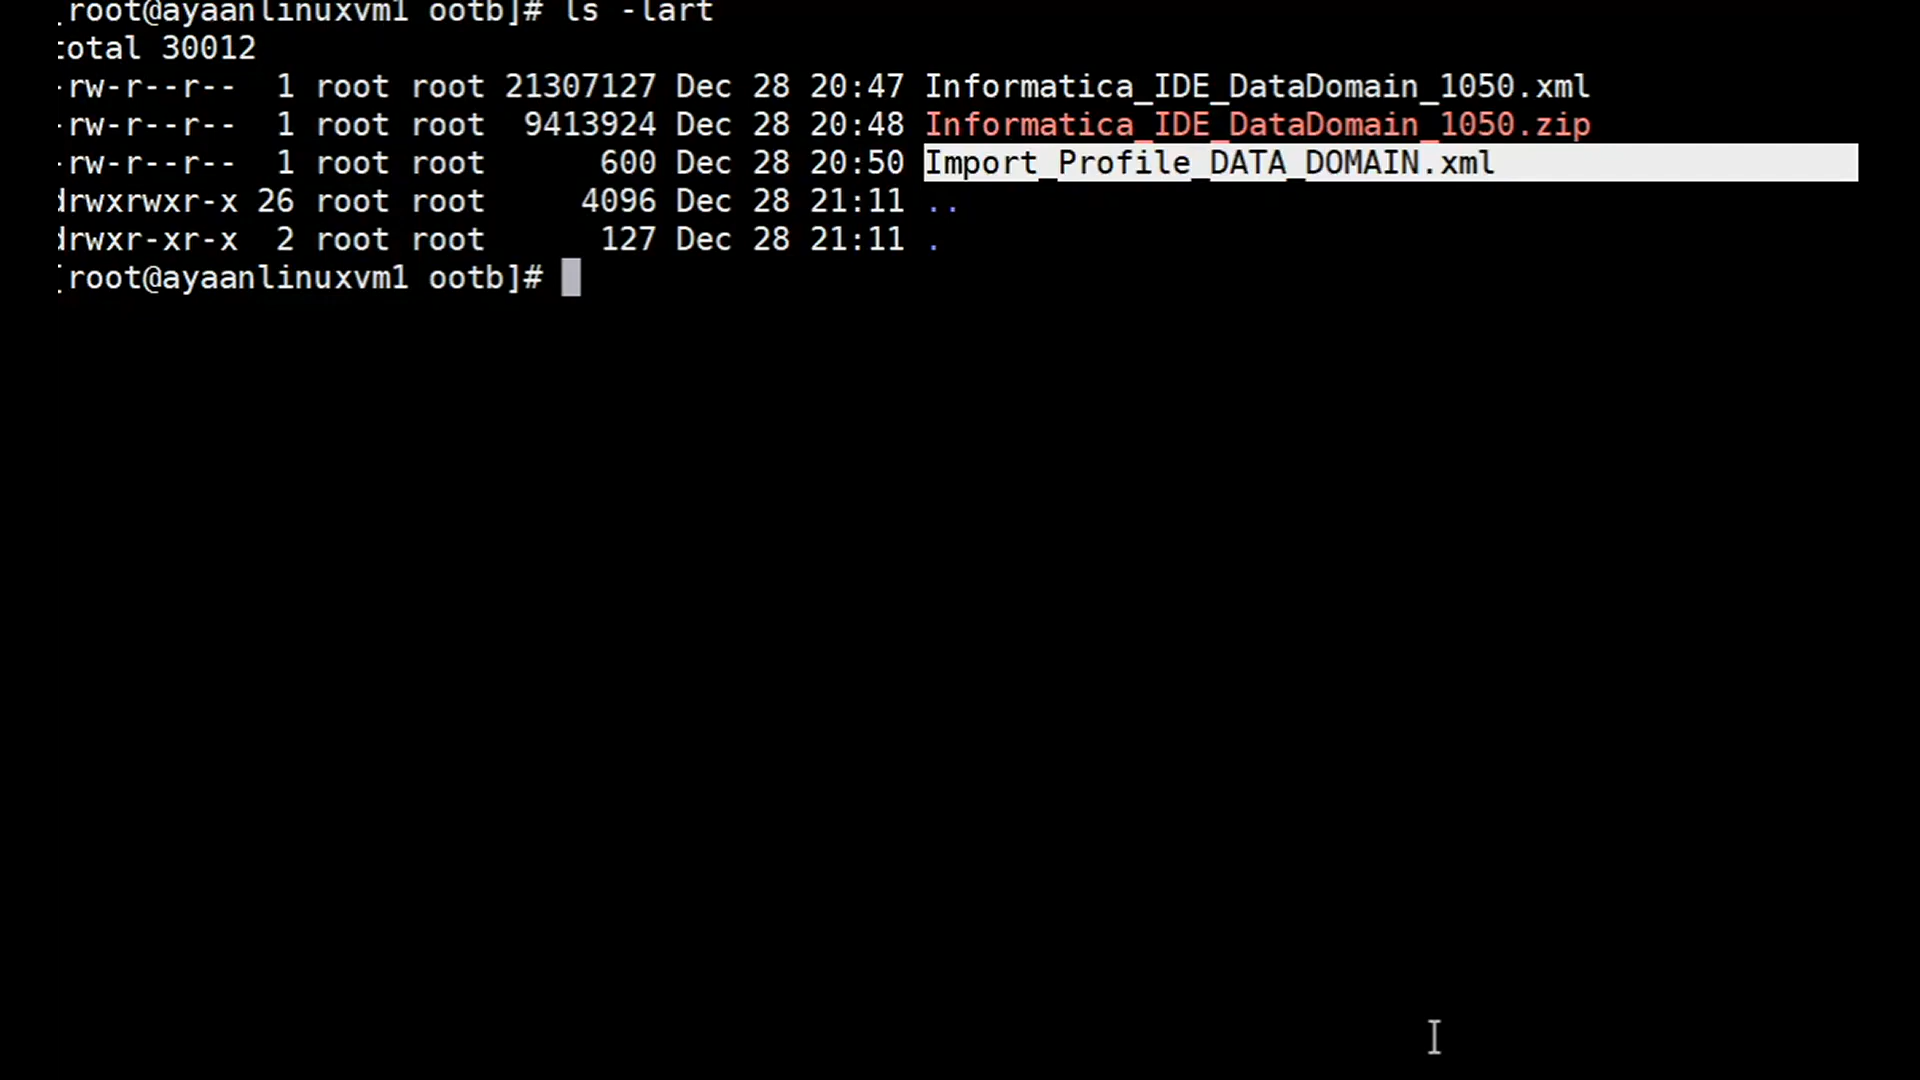 [root@ayaanlinuxvm1 ootb]# ls -lart
total 30012
-rw-r--r--  1 root root 21307127 Dec 28 20:47 Informatica_IDE_DataDomain_1050.xml
-rw-r--r--  1 root root  9413924 Dec 28 20:48 Informatica_IDE_DataDomain_1050.zip
-rw-r--r--  1 root root      600 Dec 28 20:50 Import_Profile_DATA_DOMAIN.xml
drwxrwxr-x 26 root root     4096 Dec 28 21:11 ..
drwxr-xr-x  2 root root      127 Dec 28 21:11 .
[root@ayaanlinuxvm1 ootb]#